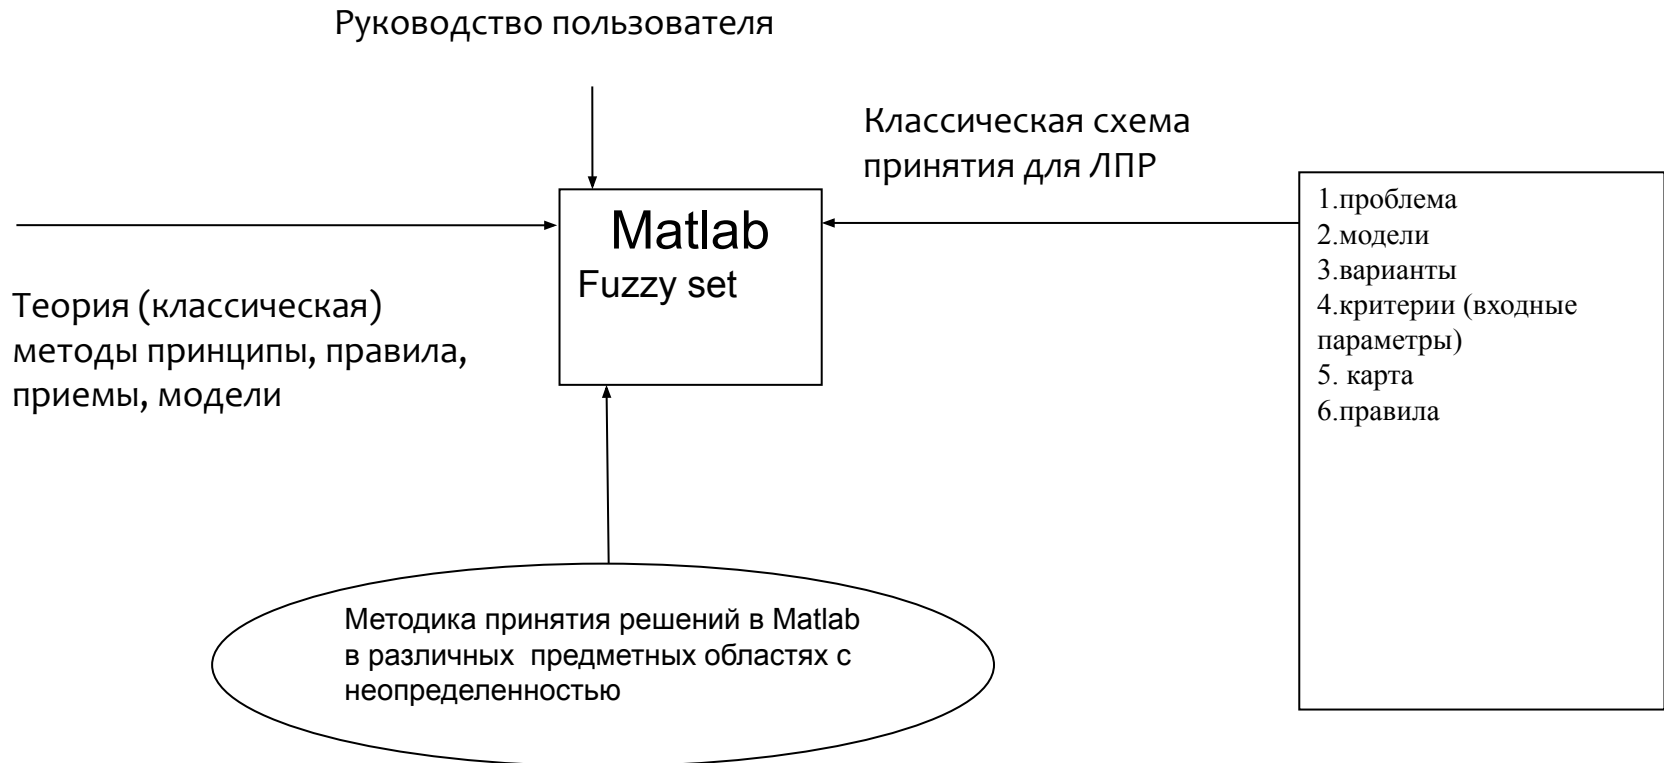 Руководство пользователя
Классическая схема
принятия для ЛПР
Matlab
Fuzzy set
Теория (классическая)
методы принципы, правила,
приемы, модели
1.проблема
2.модели
3.варианты
4.критерии (входные
параметры)
5. карта
6.правила
Методика принятия решений в Matlab
в различных предметных областях с
неопределенностью